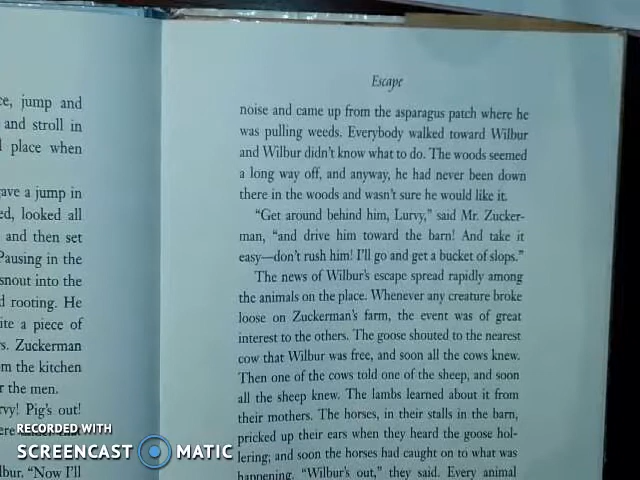 ce, jump and
and stroll in
place when
ave a jump in
ed, looked all
and then set
Pausing in the
snout into the
d rooting. He
ite a piece of
s. Zuckerman
m the kitchen
r the men.
vy! Pig's out!
lbur. "Now I'll
Escape
noise and came up from the asparagus patch where he
was pulling weeds. Everybody walked toward Wilbur
and Wilbur didn't know what to do. The woods seemed
a long way off, and anyway, he had never been down
there in the woods and wasn't sure he would like it.
"Get around behind him, Lurvy," said Mr. Zucker-
man, "and drive him toward the barn! And take it
easy—don't rush him! I'll go and get a bucket of slops."
The news of Wilbur's escape spread rapidly among
the animals on the place. Whenever any creature broke
loose on Zuckerman's farm, the event was of great
interest to the others. The goose shouted to the nearest
cow that Wilbur was free, and soon all the cows knew.
Then one of the cows told one of the sheep, and soon
all the sheep knew. The lambs learned about it from
their mothers. The horses, in their stalls in the barn,
pricked up their ears when they heard the goose hol-
lering; and soon the horses had caught on to what was
happening. "Wilbur's out," they said. Every animal
RECORDED WITH
SCREENCAST MATIC